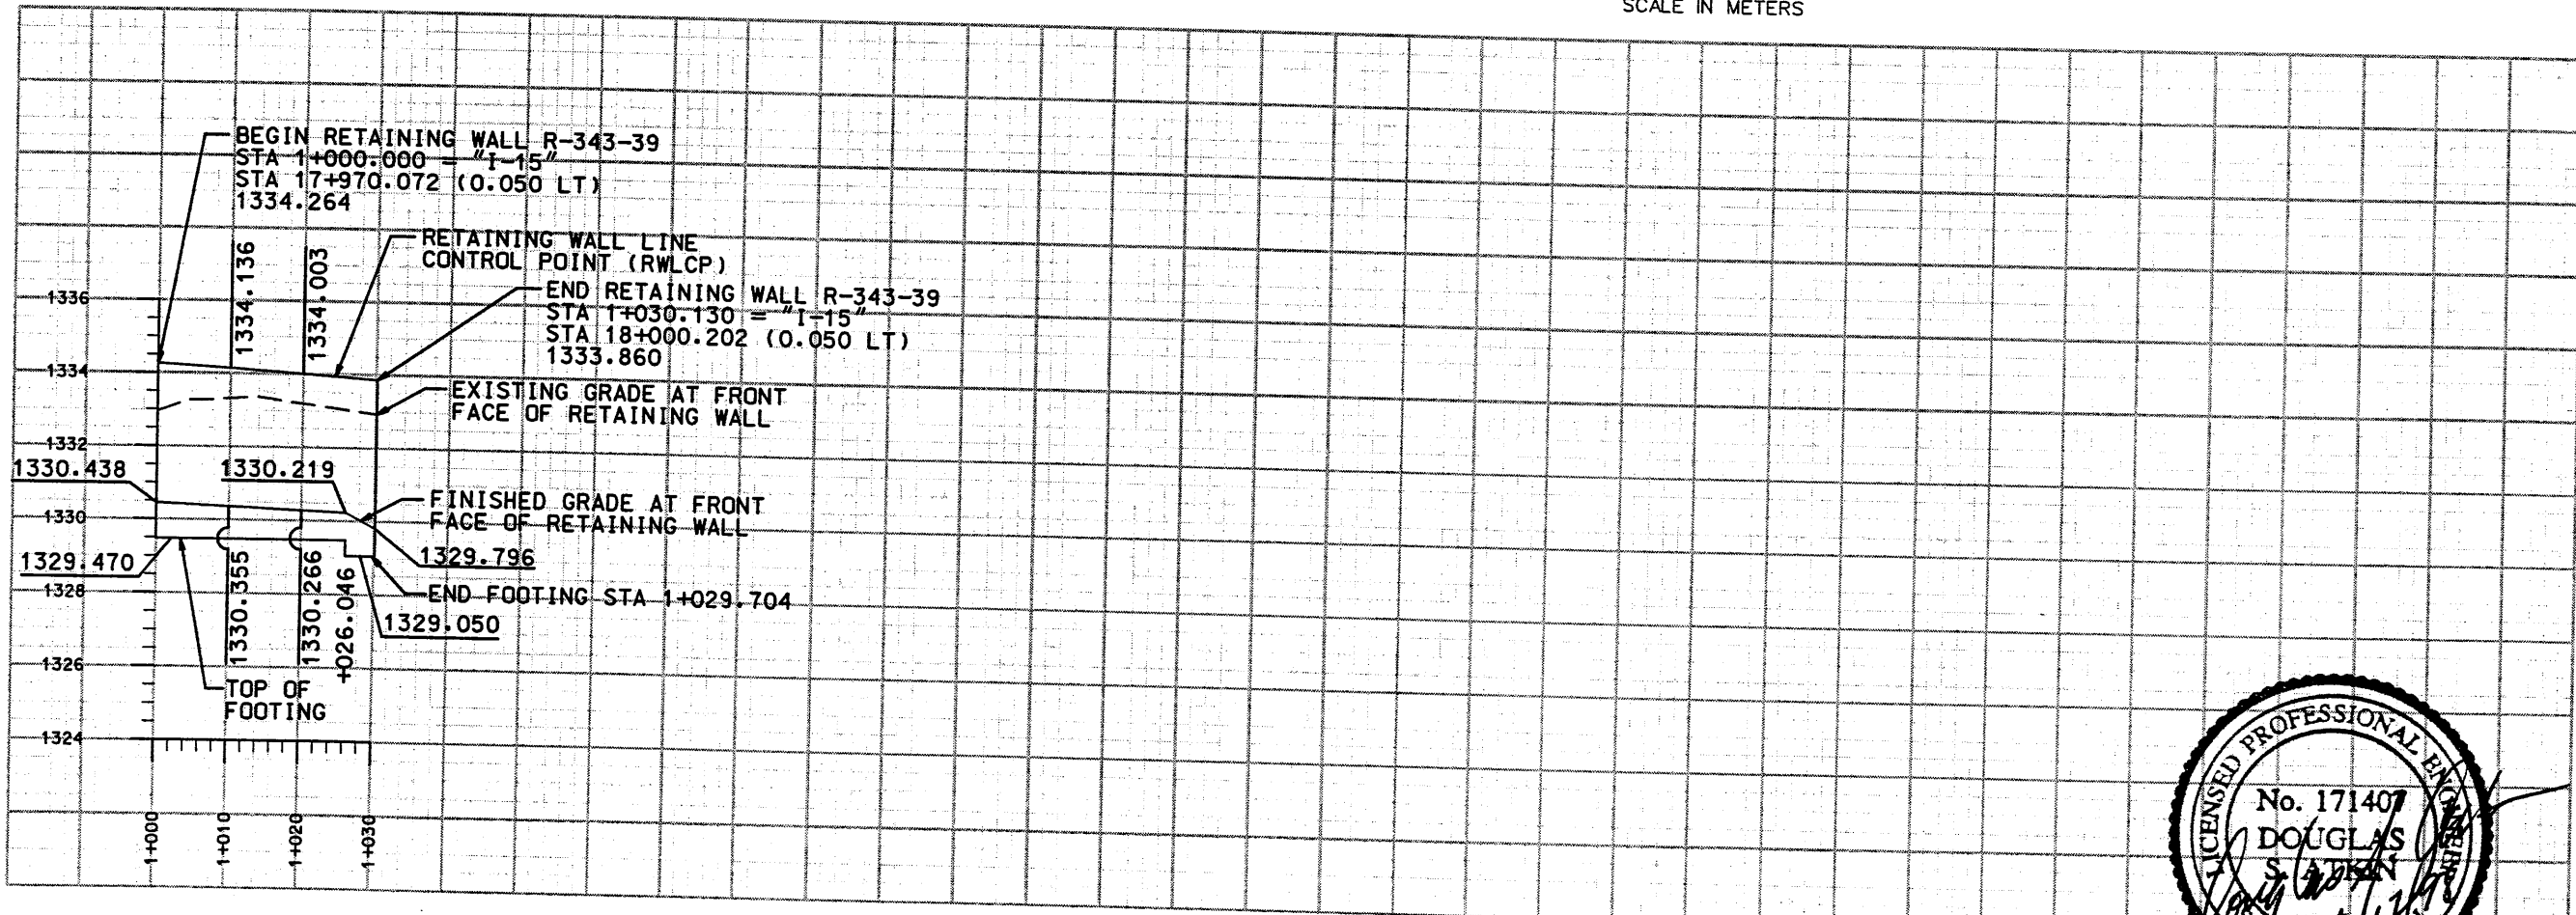 SCALE IN METERS
BEGIN RETAINING WALL R-343-39
STA 1+000.000 = "I-15"
STA 17+970.072 (0.050 LT)
1334.264
RETAINING WALL LINE
CONTROL POINT (RWLCP)
1334.136
1334.003
END RETAINING WALL R-343-39
STA 1+030.130 = "I-15"
STA 18+000.202 (0.050 LT)
1333.860
EXISTING GRADE AT FRONT
FACE OF RETAINING WALL
1336
1334
1332
1330
1328
1326
1324
1330.438
1330.219
FINISHED GRADE AT FRONT
FACE OF RETAINING WALL
1329.470
1329.796
1330.355
1330.266
+026.046
END FOOTING STA 1+029.704
1329.050
TOP OF
FOOTING
1+000
1+010
1+020
1+030
LICENSED PROFESSIONAL ENGINEER
No. 171407
DOUGLAS
S. ATKIN